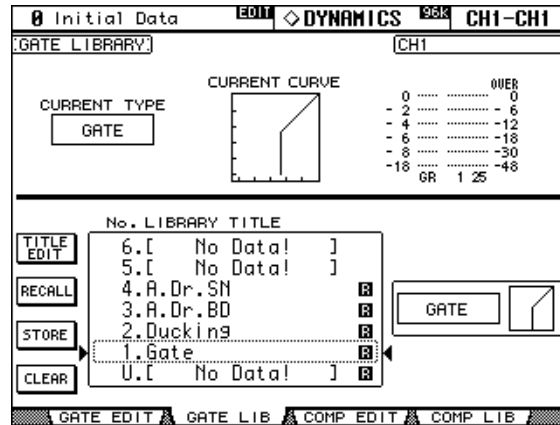 0 Initial Data EDIT ◇DYNAMICS 96K CH1-CH1
GATE LIBRARY CH1
CURRENT TYPE
GATE
CURRENT CURVE
OVER
0 0
- 2 - 6
- 4 -12
- 6 -18
- 8 -30
-18 -48
GR 1 25
No. LIBRARY TITLE
TITLE EDIT
RECALL
STORE
CLEAR
6.[ No Data! ]
5.[ No Data! ]
4.A.Dr.SN R
3.A.Dr.BD R
2.Ducking R
1.Gate R
U.[ No Data! ] R
GATE
GATE EDIT GATE LIB COMP EDIT COMP LIB